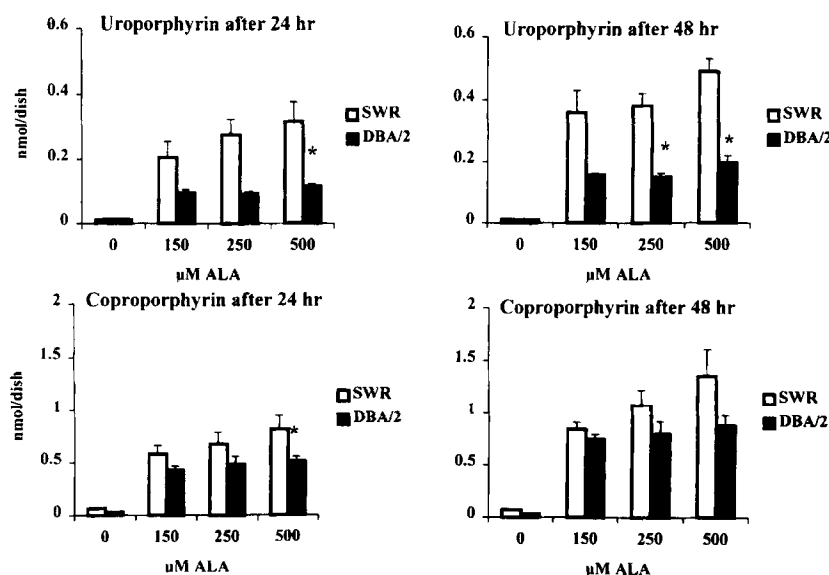 Uroporphyrin after 24 hr
0.6
0.4
0.2
0
nmol/dish
SWR
DBA/2
*
0 150 250 500
µM ALA
Uroporphyrin after 48 hr
0.6
0.4
0.2
0
SWR
DBA/2
* *
0 150 250 500
µM ALA
Coproporphyrin after 24 hr
2
1.5
1
0.5
0
nmol/dish
SWR
DBA/2
*
0 150 250 500
µM ALA
Coproporphyrin after 48 hr
2
1.5
1
0.5
0
SWR
DBA/2
0 150 250 500
µM ALA